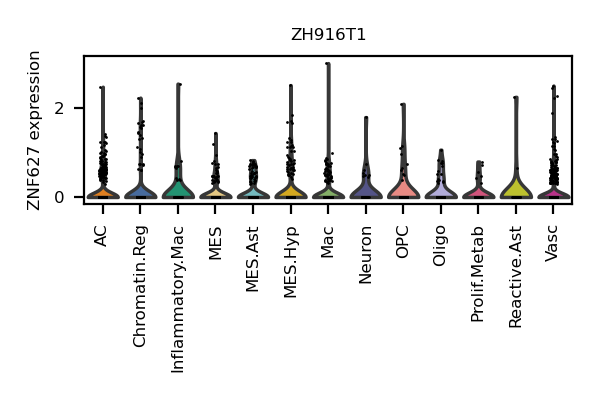 ZH916T1
ZNF627 expression
2
0
AC
Chromatin.Reg
Inflammatory.Mac
MES
MES.Ast
MES.Hyp
Mac
Neuron
OPC
Oligo
Prolif.Metab
Reactive.Ast
Vasc